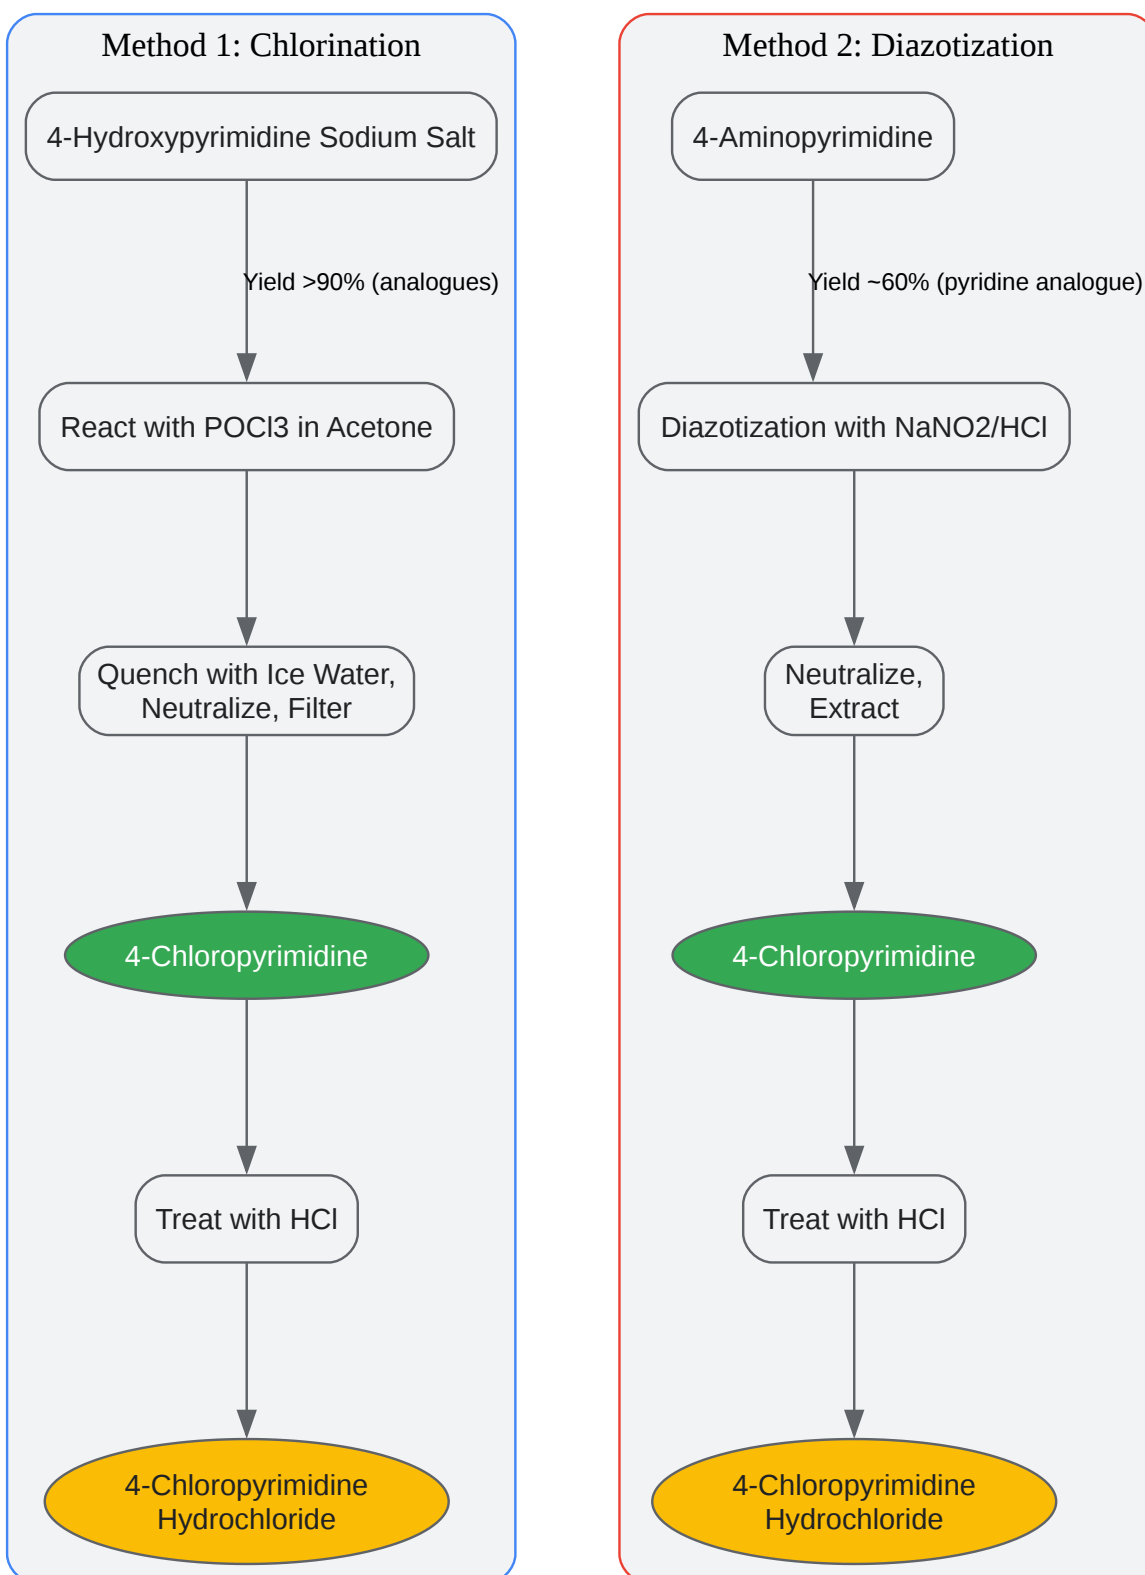 Method 1: Chlorination
4-Hydroxypyrimidine Sodium Salt
Yield >90% (analogues)
React with POCl3 in Acetone
Quench with Ice Water,
Neutralize, Filter
4-Chloropyrimidine
Treat with HCl
4-Chloropyrimidine
Hydrochloride
Method 2: Diazotization
4-Aminopyrimidine
Yield ~60% (pyridine analogue)
Diazotization with NaNO2/HCl
Neutralize,
Extract
4-Chloropyrimidine
Treat with HCl
4-Chloropyrimidine
Hydrochloride